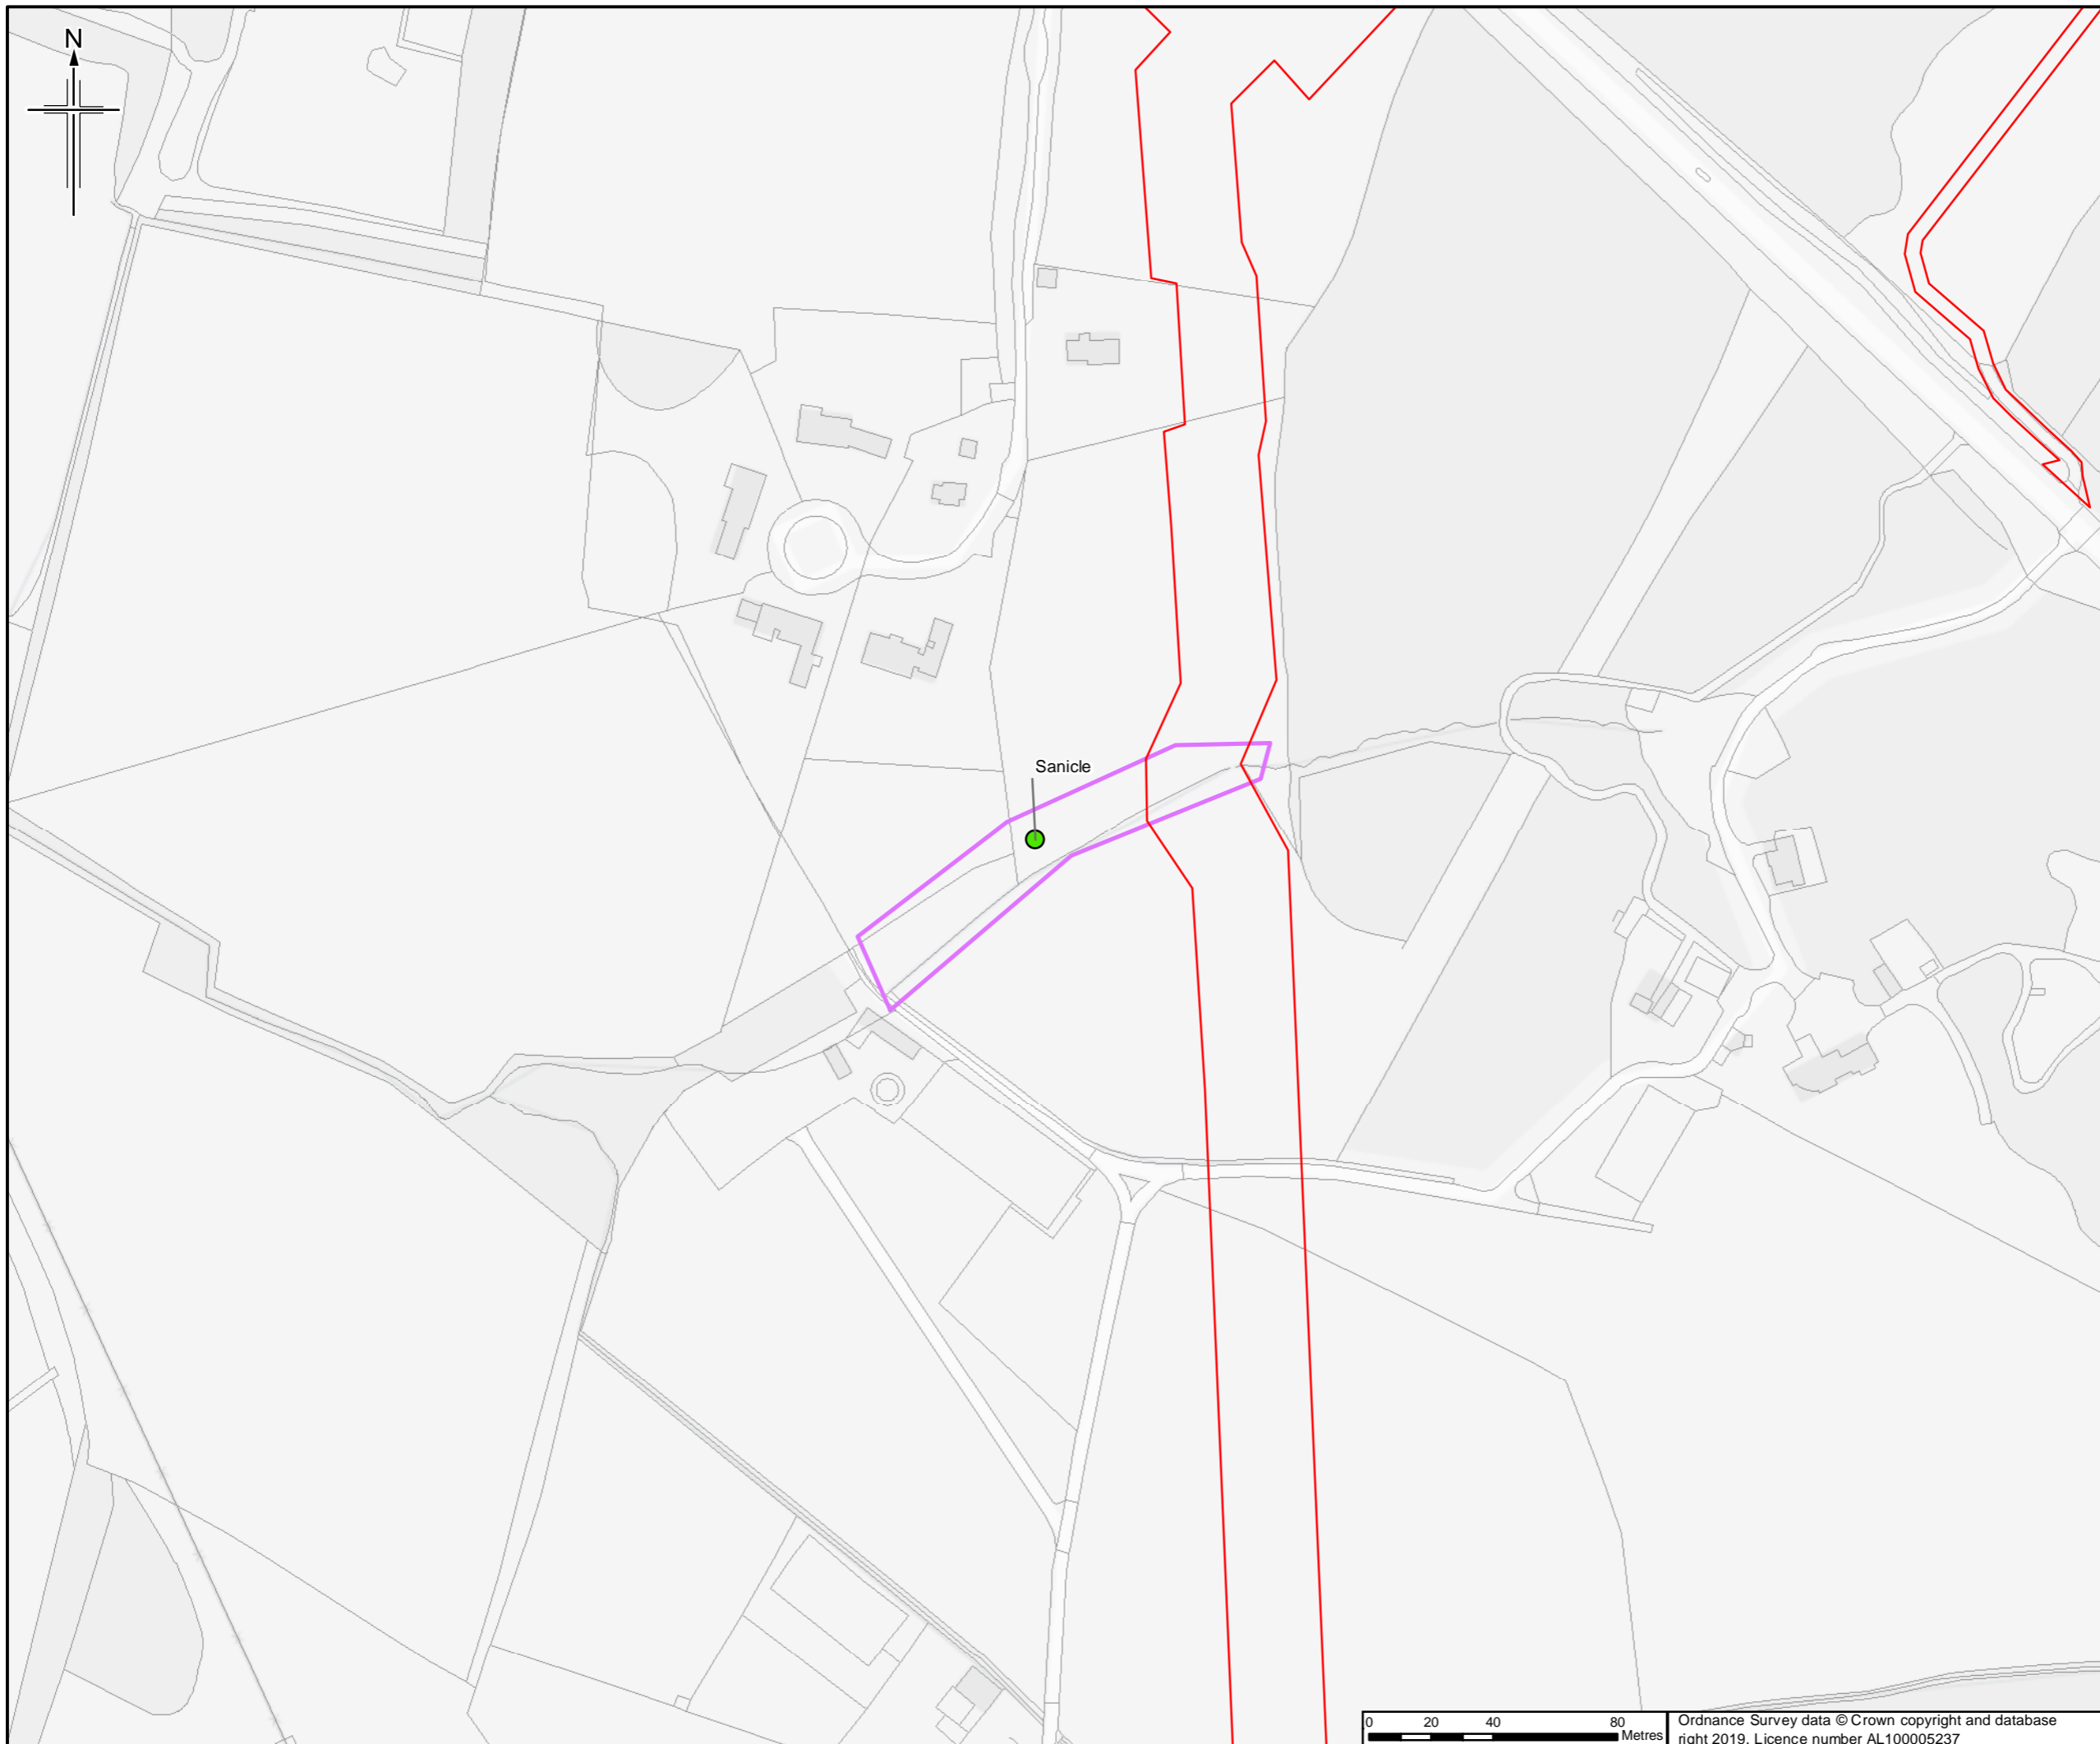 N
Sanicle
0 20 40 80
Metres
Ordnance Survey data © Crown copyright and database
right 2019. Licence number AL100005237